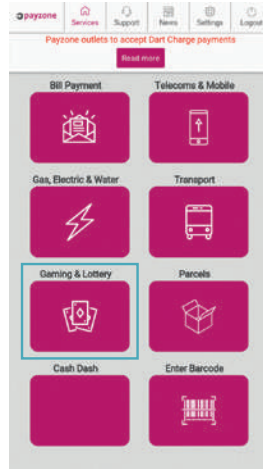 payzone
Services
Support
News
Settings
Logout
Payzone outlets to accept Dart Charge payments
Read more
Bill Payment
Telecoms & Mobile
Gas, Electric & Water
Transport
Gaming & Lottery
Parcels
Cash Dash
Enter Barcode